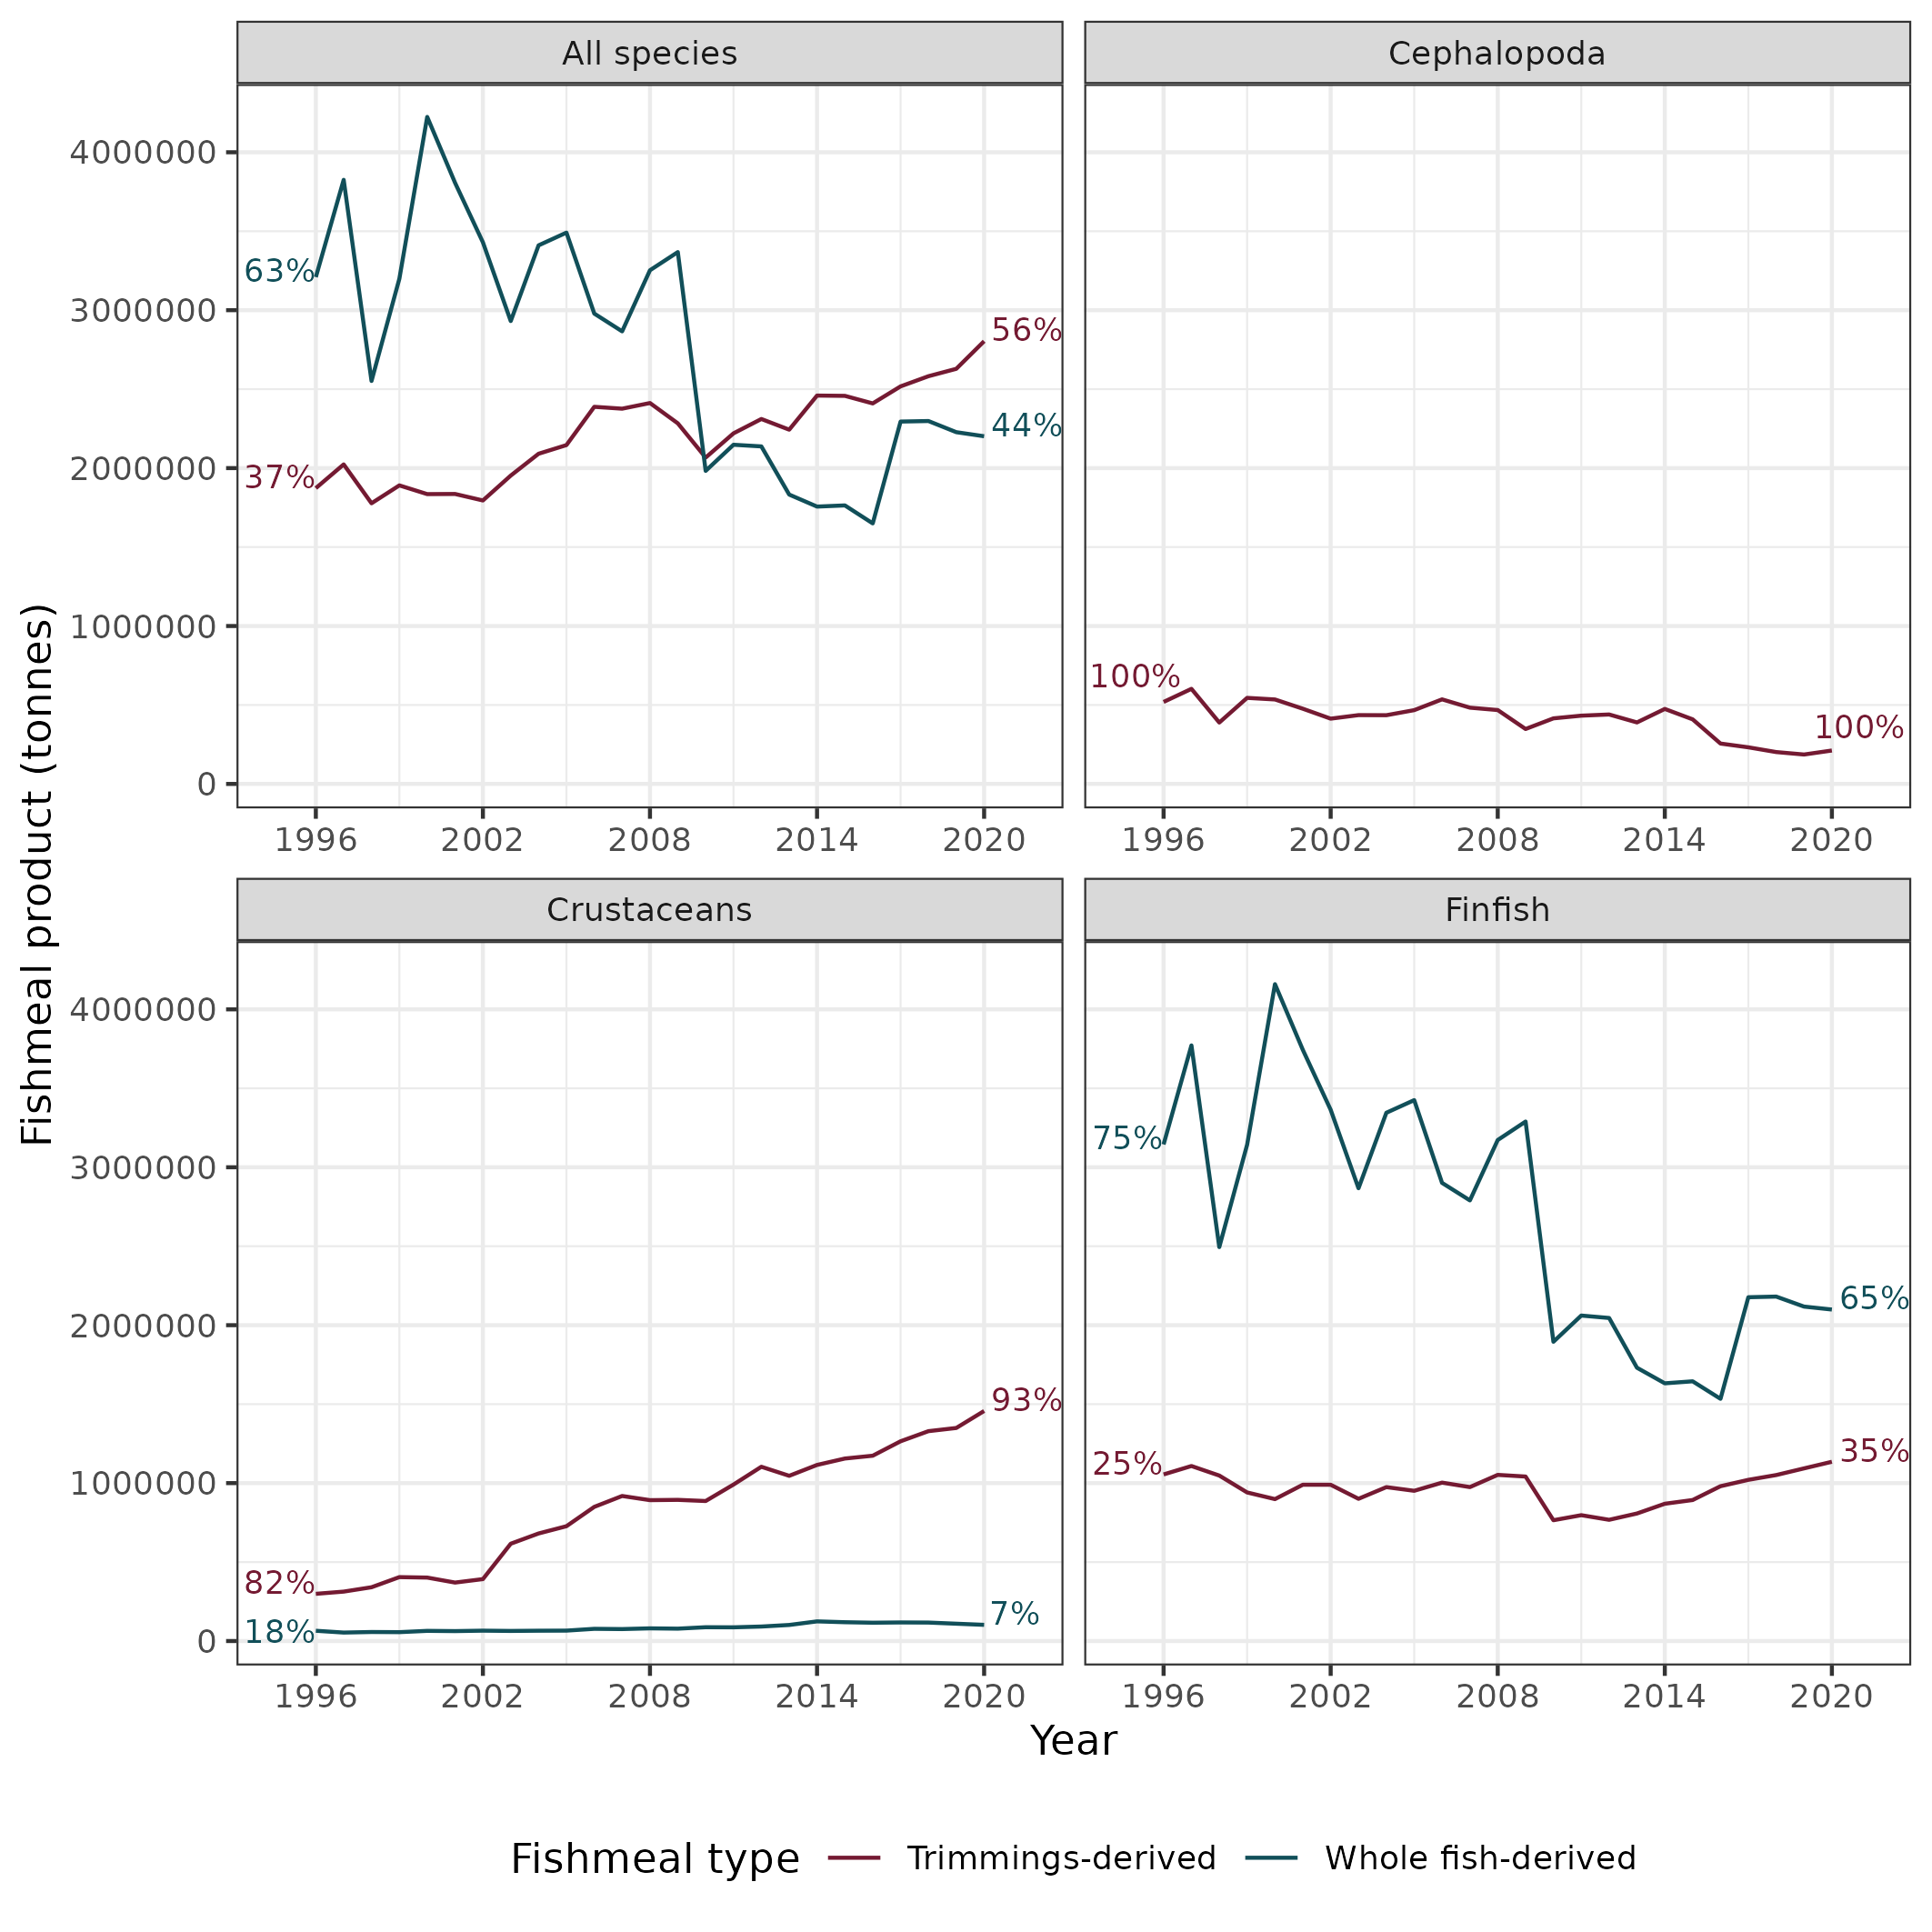 All species
Cephalopoda
4000000
3000000
2000000
1000000
0
63%
37%
56%
44%
100%
100%
1996 2002 2008 2014 2020
1996 2002 2008 2014 2020
Crustaceans
Finfish
4000000
3000000
2000000
1000000
0
82%
18%
93%
7%
75%
25%
65%
35%
1996 2002 2008 2014 2020
1996 2002 2008 2014 2020
Fishmeal product (tonnes)
Year
Fishmeal type Trimmings-derived Whole fish-derived